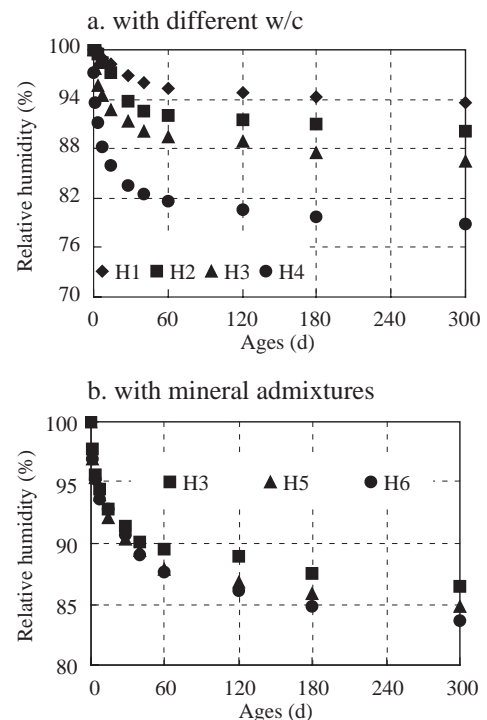 a. with different w/c
100
94
88
82
76
70
Relative humidity (%)
H1 H2 H3 H4
0 60 120 180 240 300
Ages (d)
b. with mineral admixtures
100
95
90
85
80
Relative humidity (%)
H3 H5 H6
0 60 120 180 240 300
Ages (d)